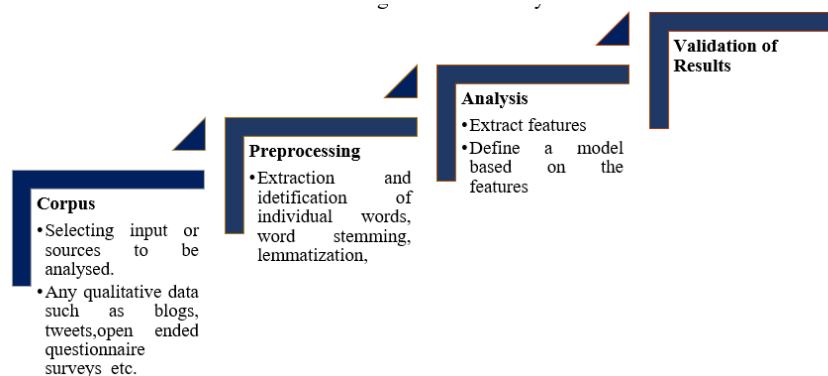 Corpus
•Selecting input or
sources to be
analysed.
•Any qualitative data
such as blogs,
tweets,open ended
questionnaire
surveys etc.
Preprocessing
•Extraction and
idetification of
individual words,
word stemming,
lemmatization,
Analysis
•Extract features
•Define a model
based on the
features
Validation of
Results